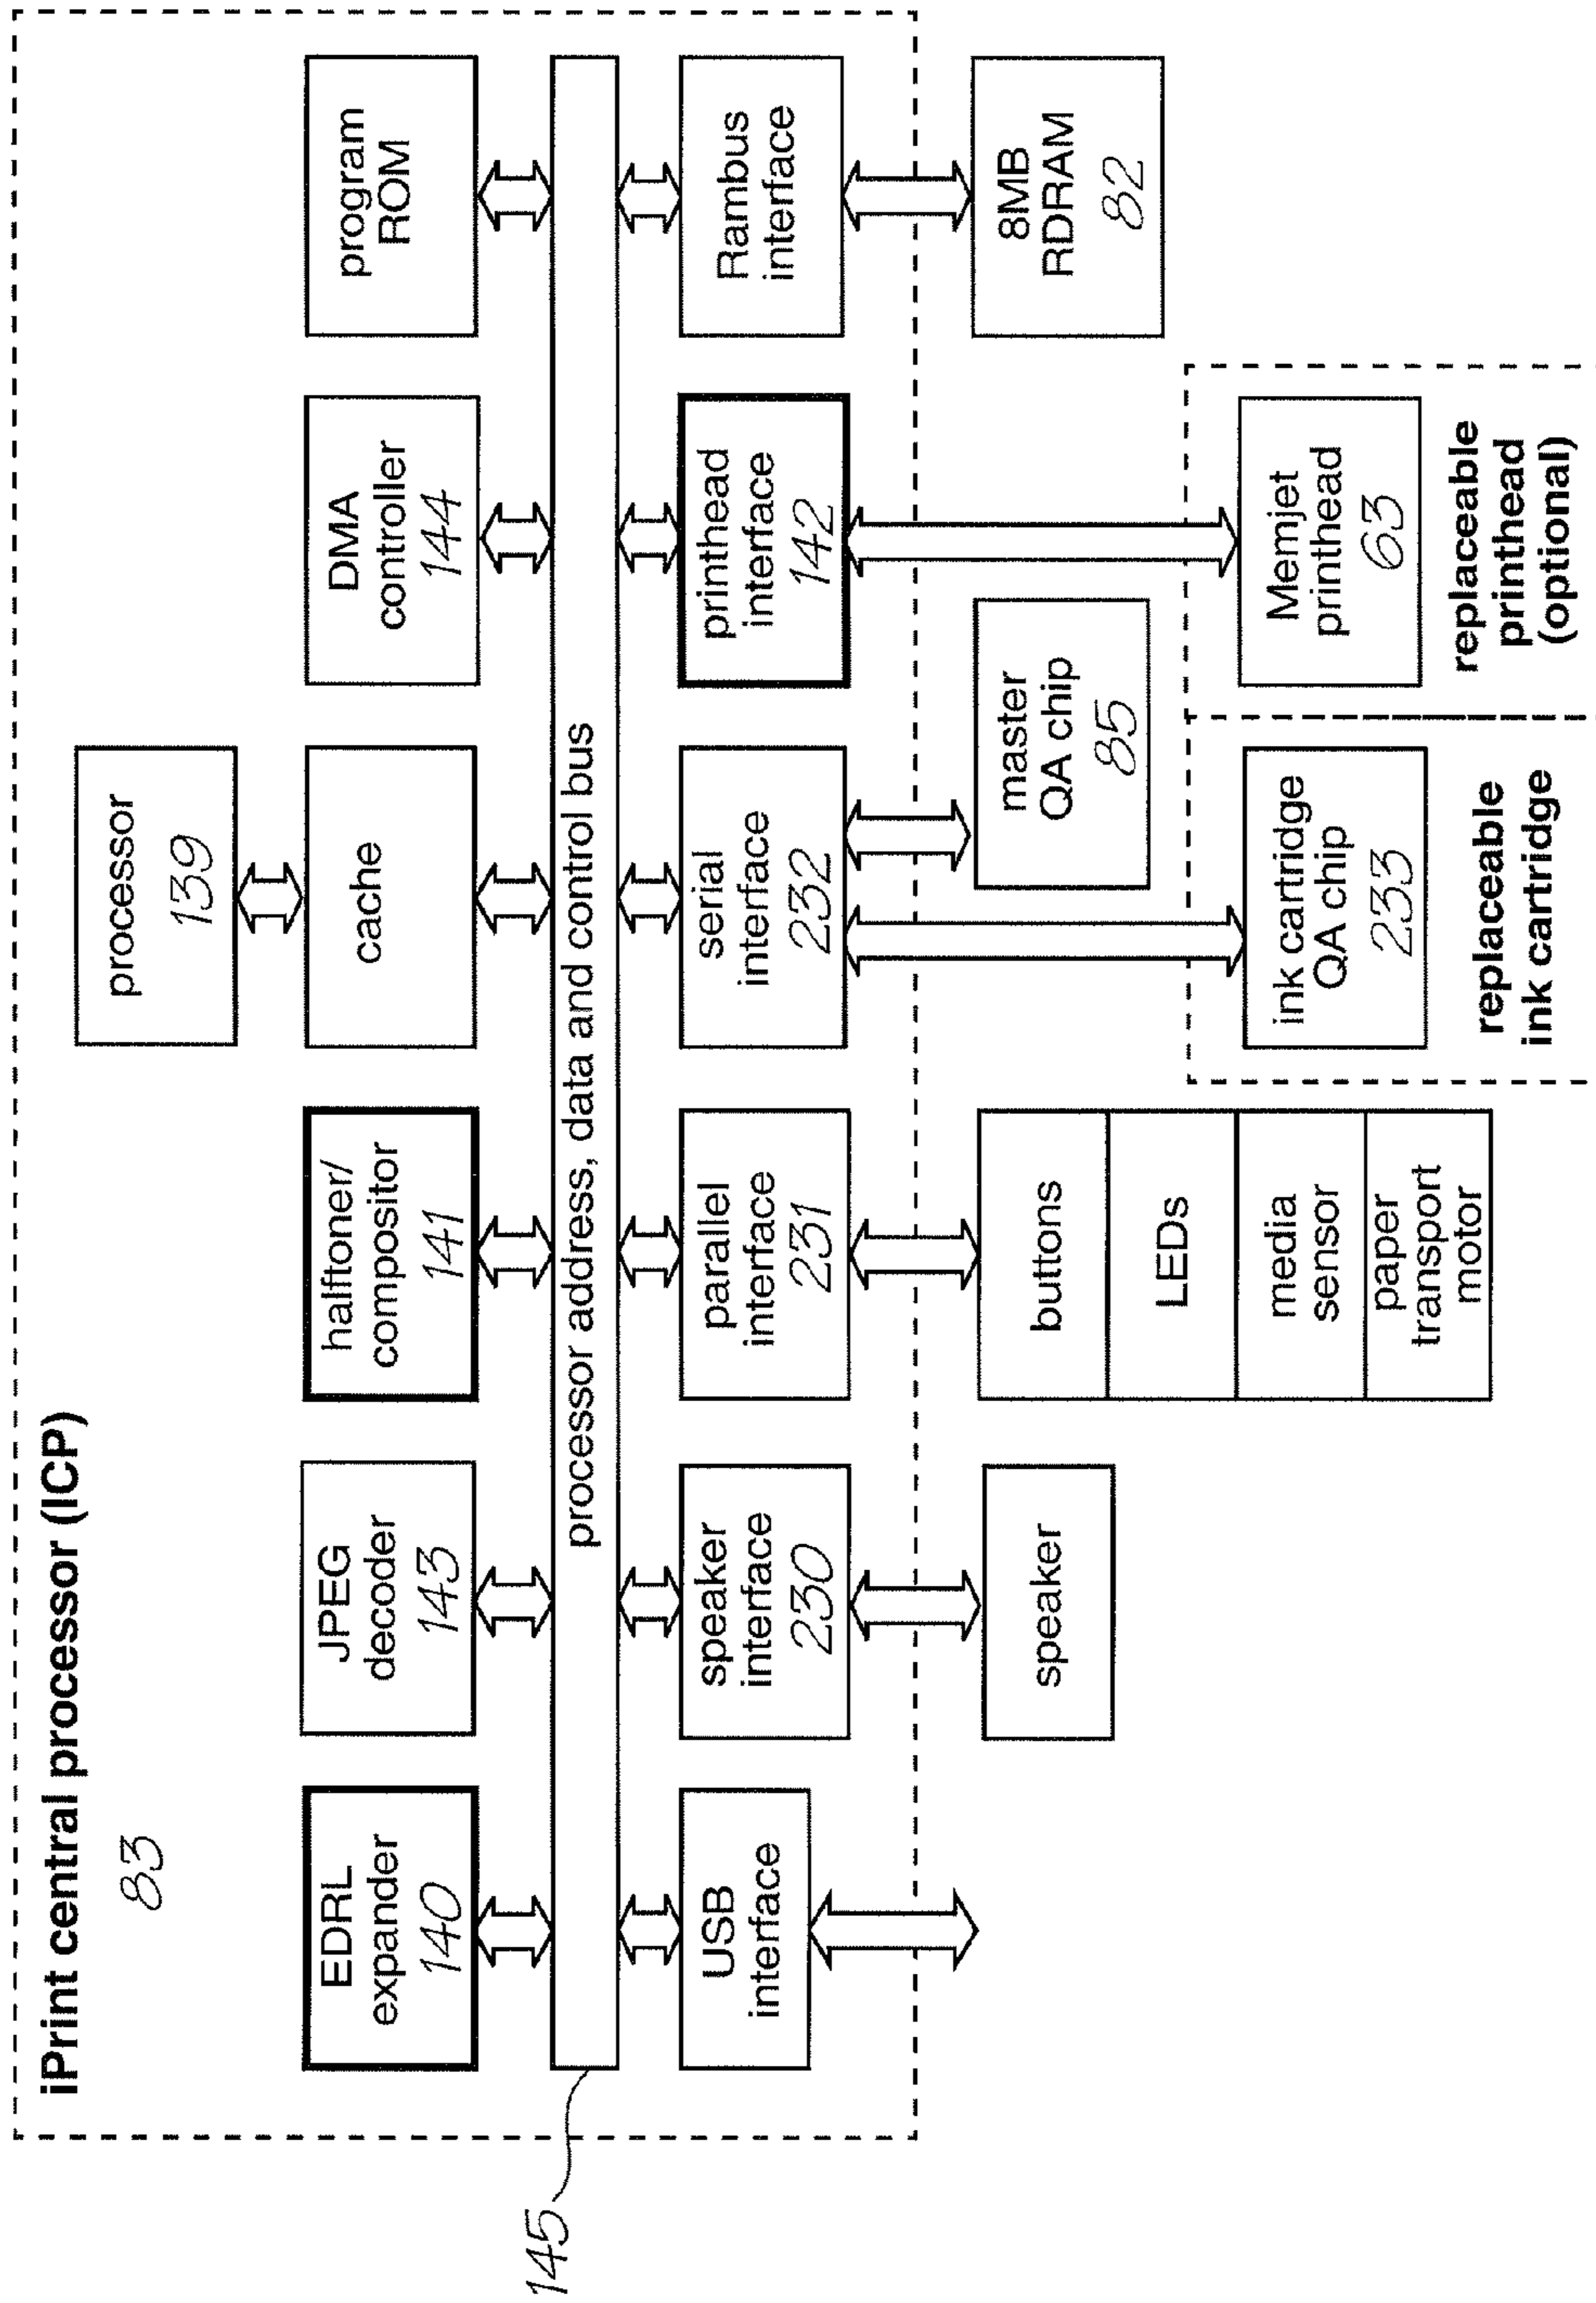 iPrint central processor (ICP)
83
processor
139
EDRL
expander
140
JPEG
decoder
143
halftoner/
compositor
141
cache
DMA
controller
144
program
ROM
145
processor address, data and control bus
USB
interface
speaker
interface
230
parallel
interface
231
serial
interface
232
printhead
interface
142
Rambus
interface
speaker
buttons
LEDs
media
sensor
paper
transport
motor
master
QA chip
85
8MB
RDRAM
82
ink cartridge
QA chip
233
Memjet
printhead
63
replaceable
ink cartridge
replaceable
printhead
(optional)